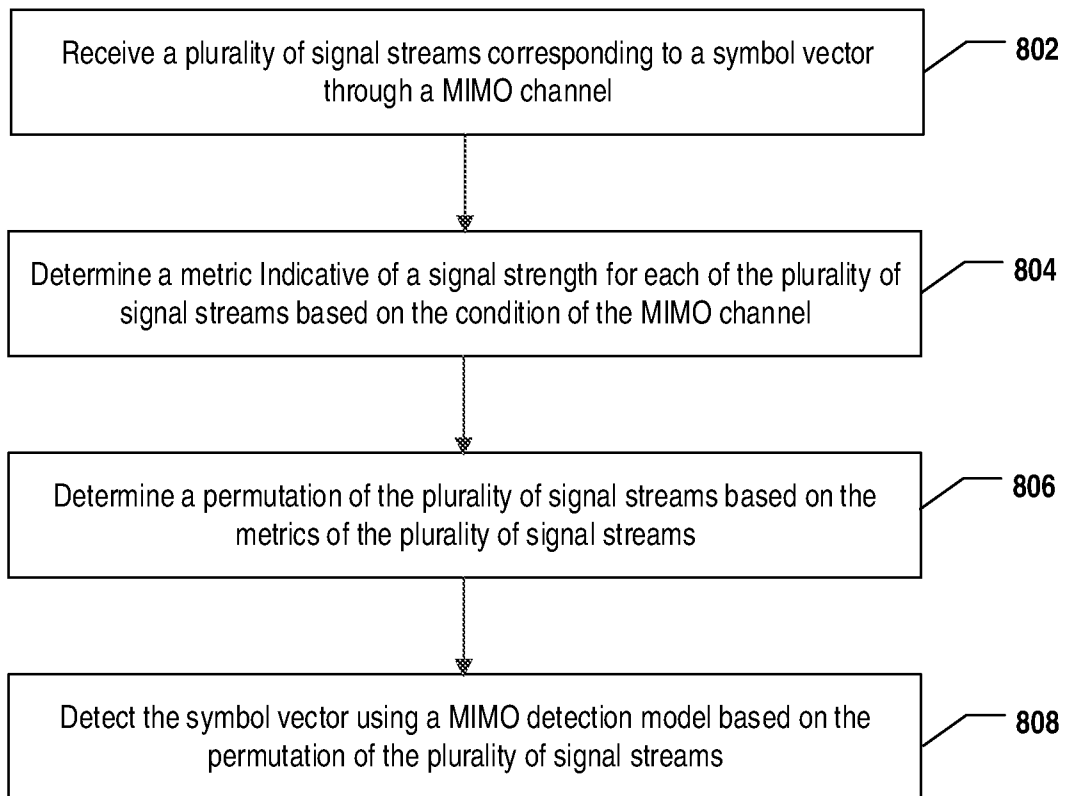 Receive a plurality of signal streams corresponding to a symbol vector
through a MIMO channel
802
Determine a metric Indicative of a signal strength for each of the plurality of
signal streams based on the condition of the MIMO channel
804
Determine a permutation of the plurality of signal streams based on the
metrics of the plurality of signal streams
806
Detect the symbol vector using a MIMO detection model based on the
permutation of the plurality of signal streams
808